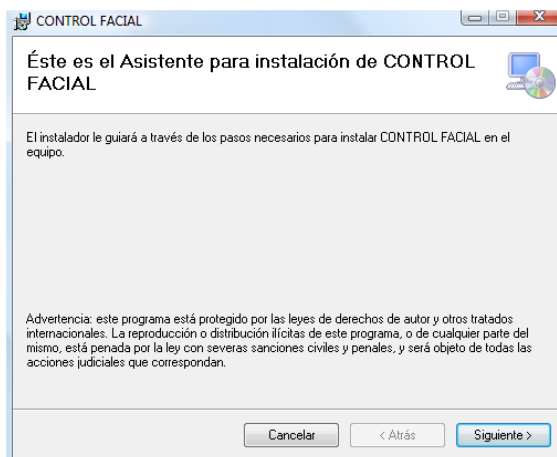 CONTROL FACIAL
Éste es el Asistente para instalación de CONTROL
FACIAL
El instalador le guiará a través de los pasos necesarios para instalar CONTROL FACIAL en el
equipo.
Advertencia: este programa está protegido por las leyes de derechos de autor y otros tratados
internacionales. La reproducción o distribución ilícitas de este programa, o de cualquier parte del
mismo, está penada por la ley con severas sanciones civiles y penales, y será objeto de todas las
acciones judiciales que correspondan.
Cancelar < Atrás Siguiente >